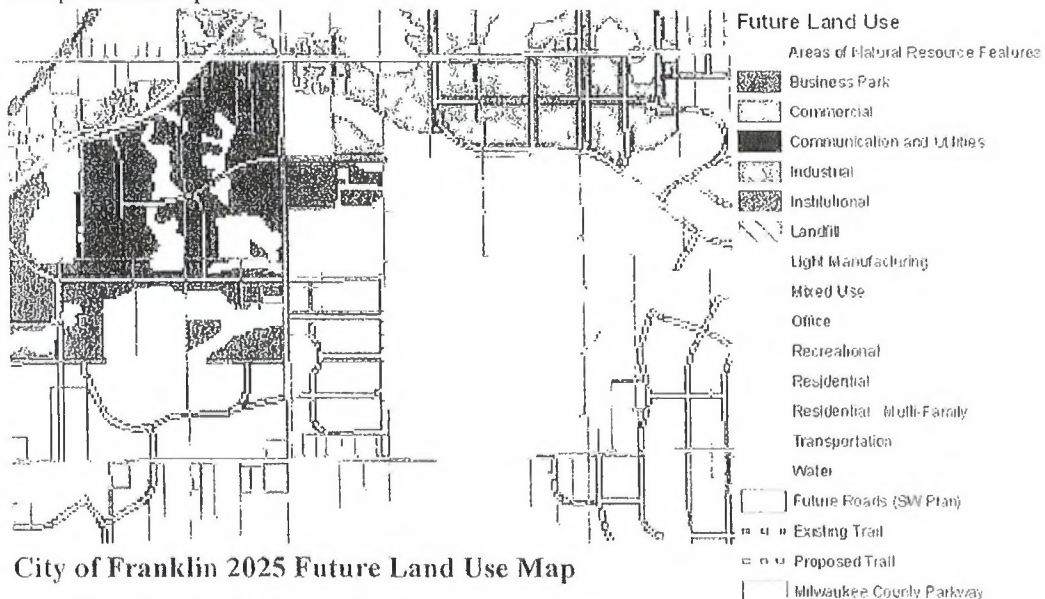 Future Land Use
Areas of Natural Resource Features
Business Park
Commercial
Communication and Utilities
Industrial
Institutional
Landfill
Light Manufacturing
Mixed Use
Office
Recreational
Residential
Residential Multi-Family
Transportation
Water
Future Roads (SW Plan)
Existing Trail
Proposed Trail
Milwaukee County Parkway
City of Franklin 2025 Future Land Use Map